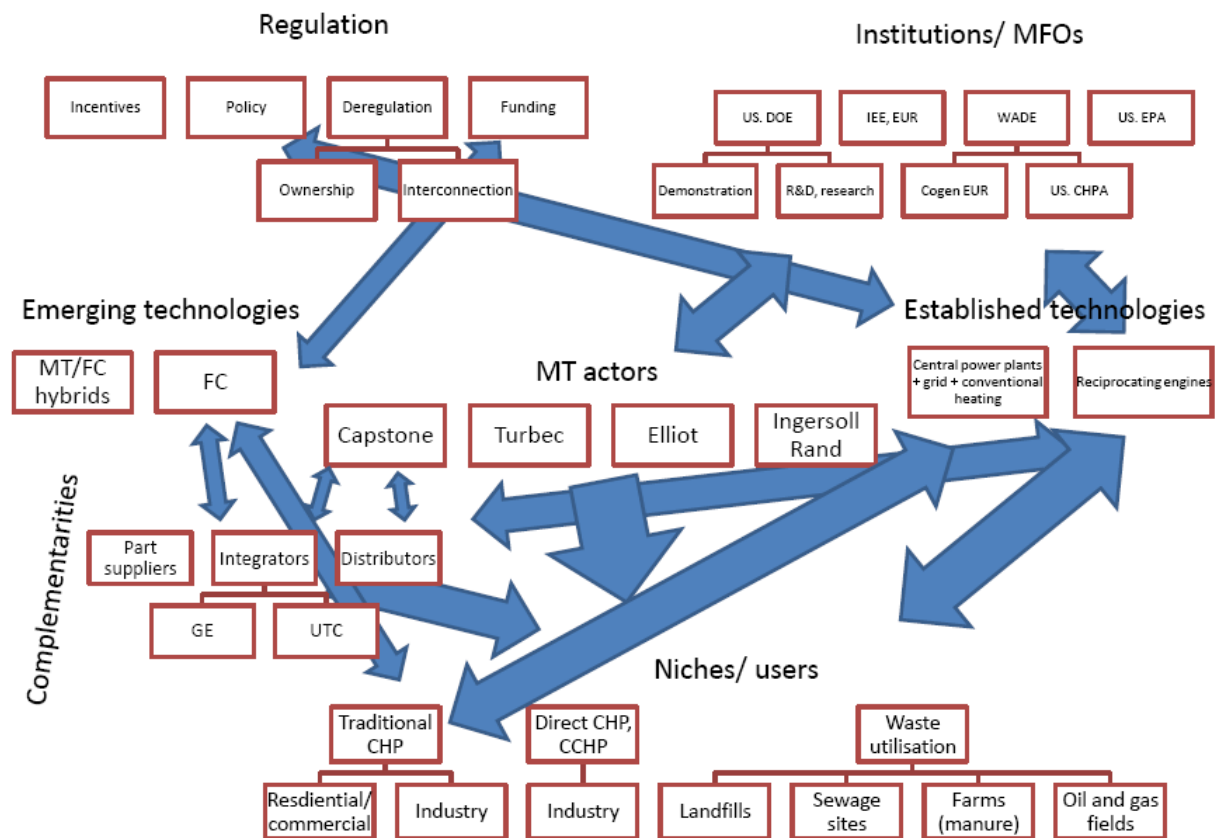 Regulation
Institutions/ MFOs
Incentives
Policy
Deregulation
Funding
US. DOE
IEE, EUR
WADE
US. EPA
Ownership
Interconnection
Demonstration
R&D, research
Cogen EUR
US. CHPA
Emerging technologies
Established technologies
MT/FC
hybrids
FC
MT actors
Central power plants
+ grid + conventional
heating
Reciprocating engines
Capstone
Turbec
Elliot
Ingersoll
Rand
Complementarities
Part
suppliers
Integrators
Distributors
GE
UTC
Niches/ users
Traditional
CHP
Direct CHP,
CCHP
Waste
utilisation
Resdiential/
commercial
Industry
Industry
Landfills
Sewage
sites
Farms
(manure)
Oil and gas
fields